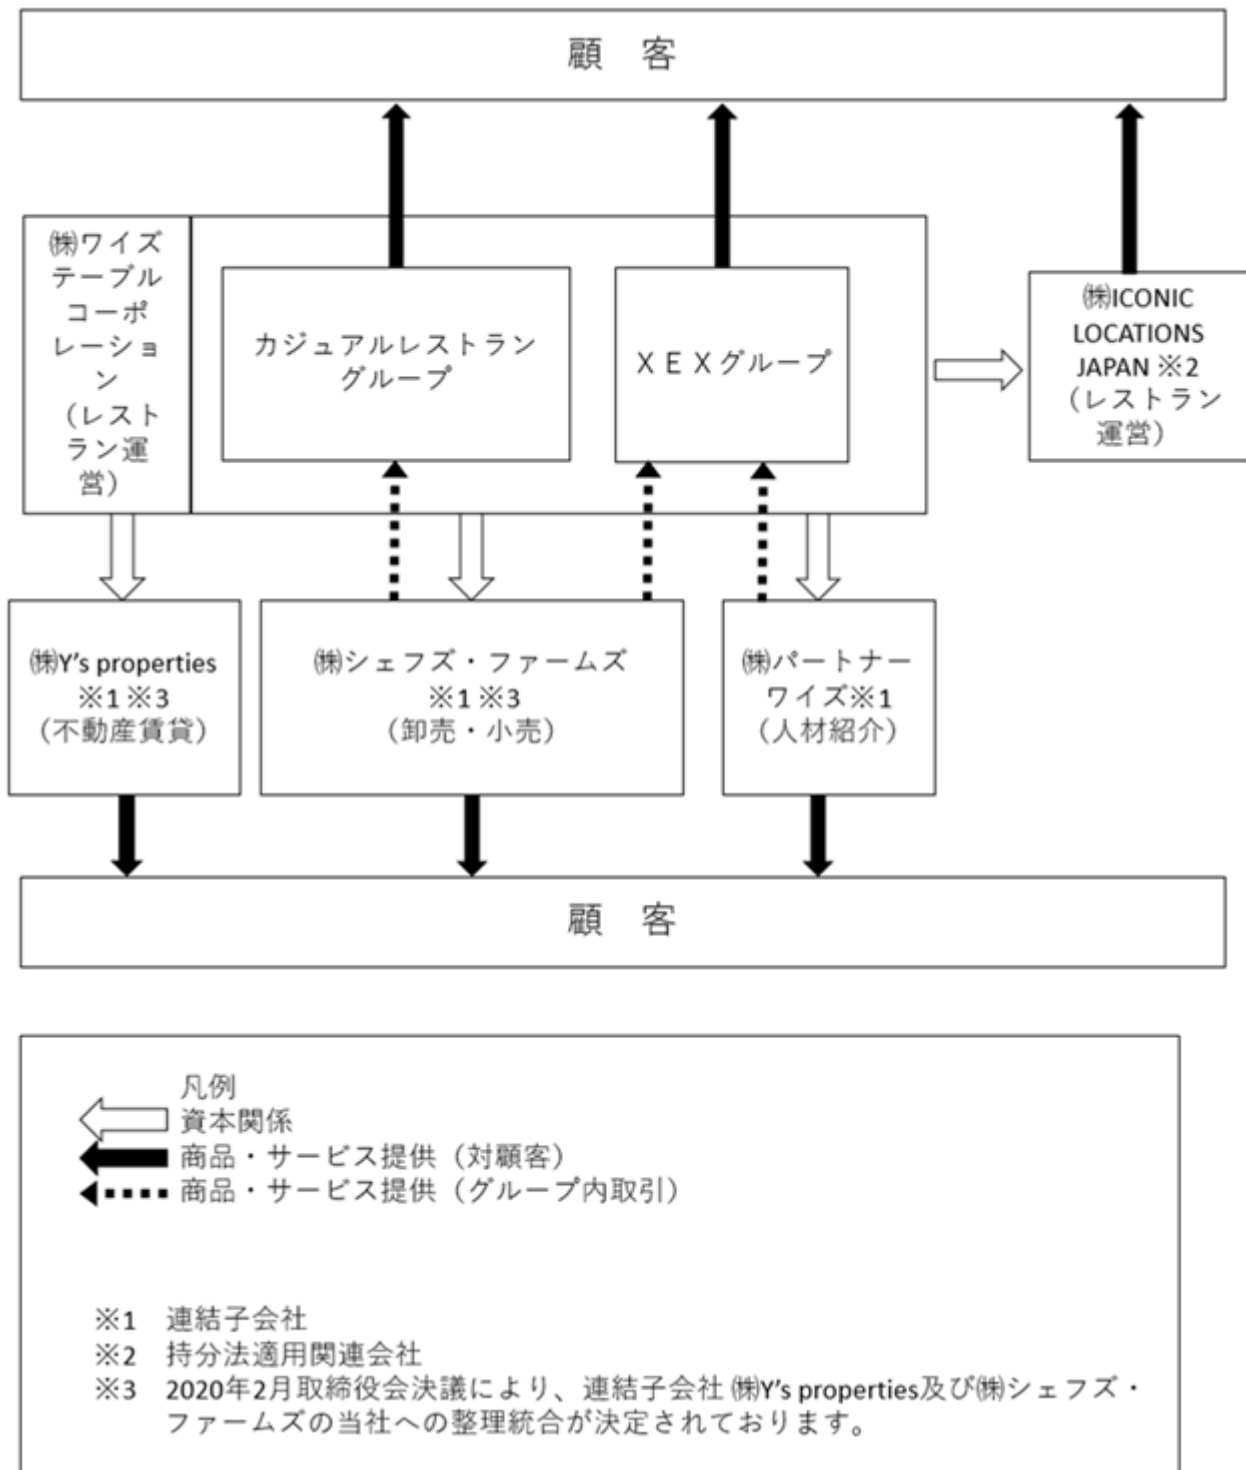 顧 客
㈱ワイズ
テーブル
コーポ
レーショ
ン
（レスト
ラン運
営）
カジュアルレストラン
グループ
ＸＥＸグループ
㈱ICONIC
LOCATIONS
JAPAN ※2
（レストラン
運営）
㈱Y's properties
※1 ※3
（不動産賃貸）
㈱シェフズ・ファームズ
※1 ※3
（卸売・小売）
㈱パートナー
ワイズ※1
（人材紹介）
顧 客
凡例
資本関係
商品・サービス提供（対顧客）
商品・サービス提供（グループ内取引）
※1 連結子会社
※2 持分法適用関連会社
※3 2020年2月取締役会決議により、連結子会社 ㈱Y's properties及び㈱シェフズ・
ファームズの当社への整理統合が決定されております。